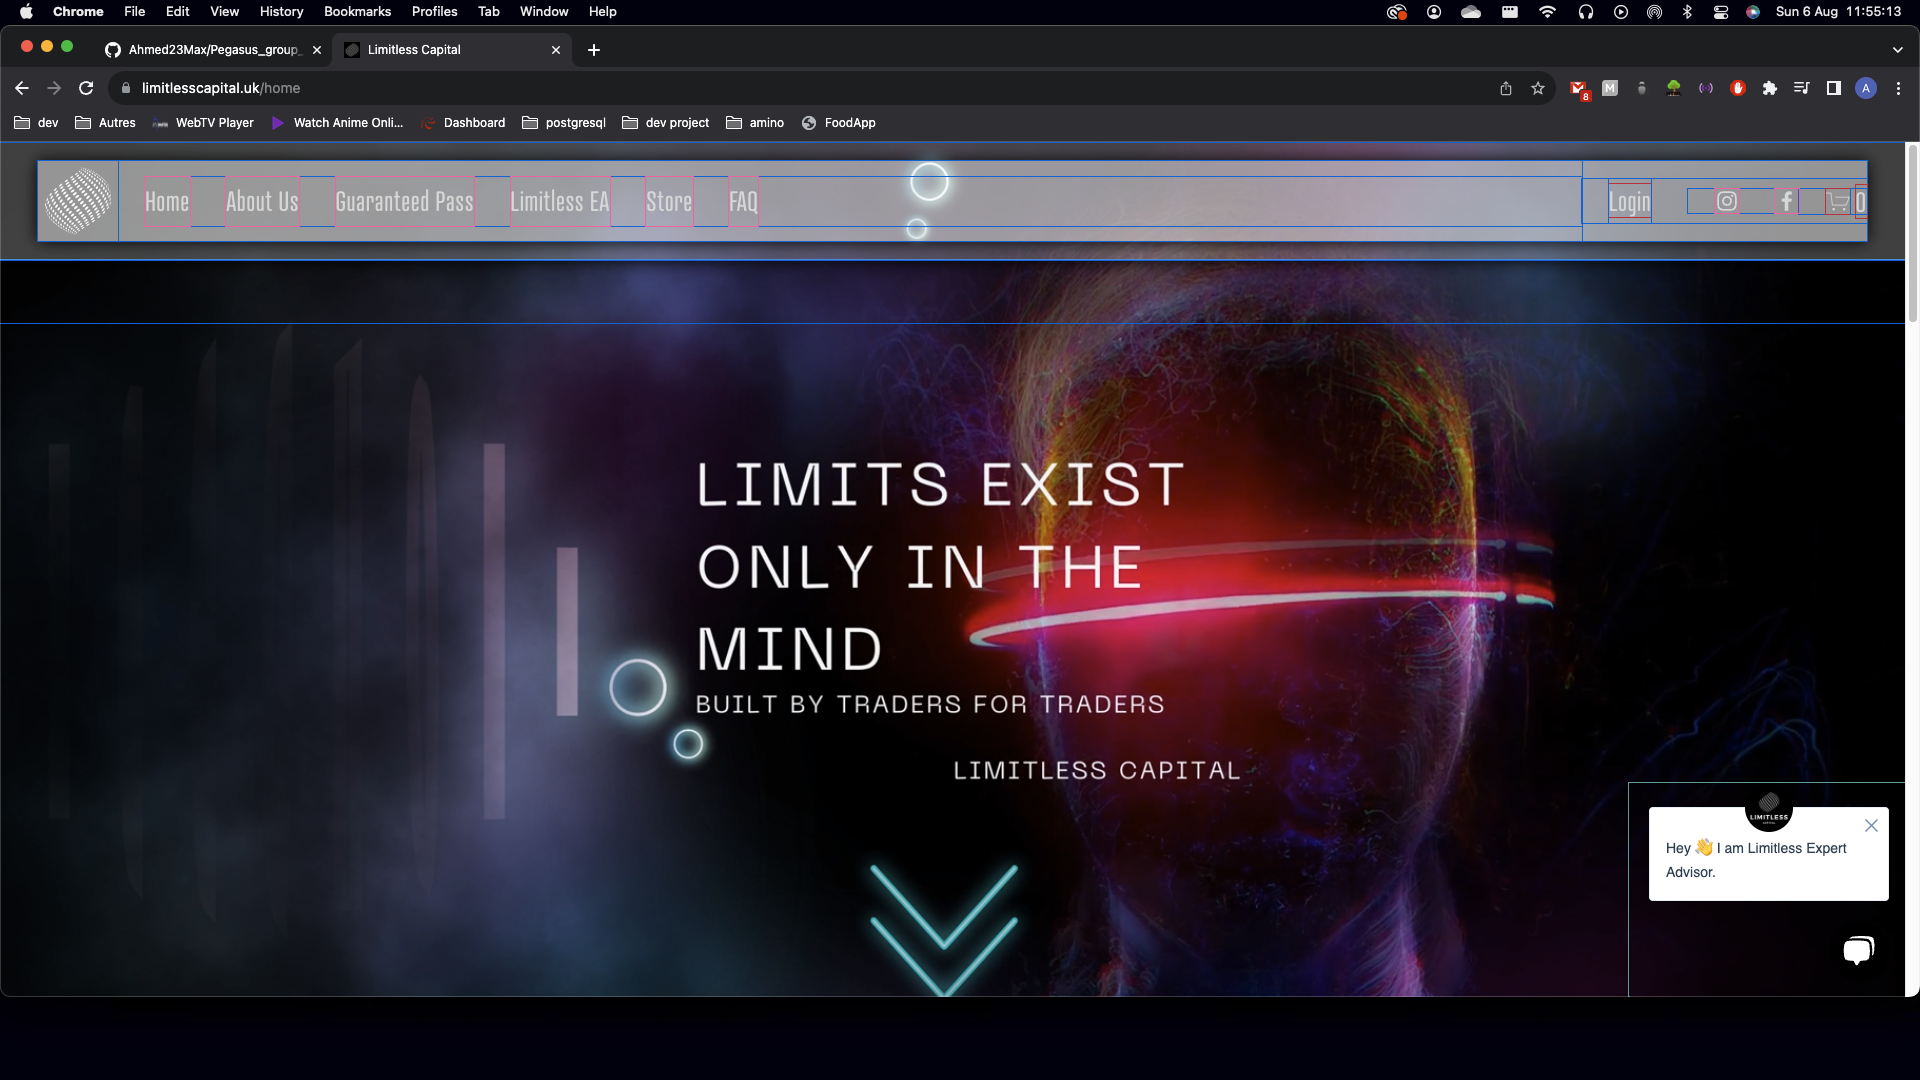 Chrome File Edit View History Bookmarks Profiles Tab Window Help Sun 6 Aug 11:55:13
Ahmed23Max/Pegasus_group_ Limitless Capital
limitlesscapital.uk/home 8 M A
dev Autres WebTV Player Watch Anime Onli... Dashboard postgresql dev project amino FoodApp
Home About Us Guaranteed Pass Limitless EA Store FAQ Login 0
LIMITS EXIST
ONLY IN THE
MIND
BUILT BY TRADERS FOR TRADERS
LIMITLESS CAPITAL
LIMITLESS
Hey 👋 I am Limitless Expert
Advisor.